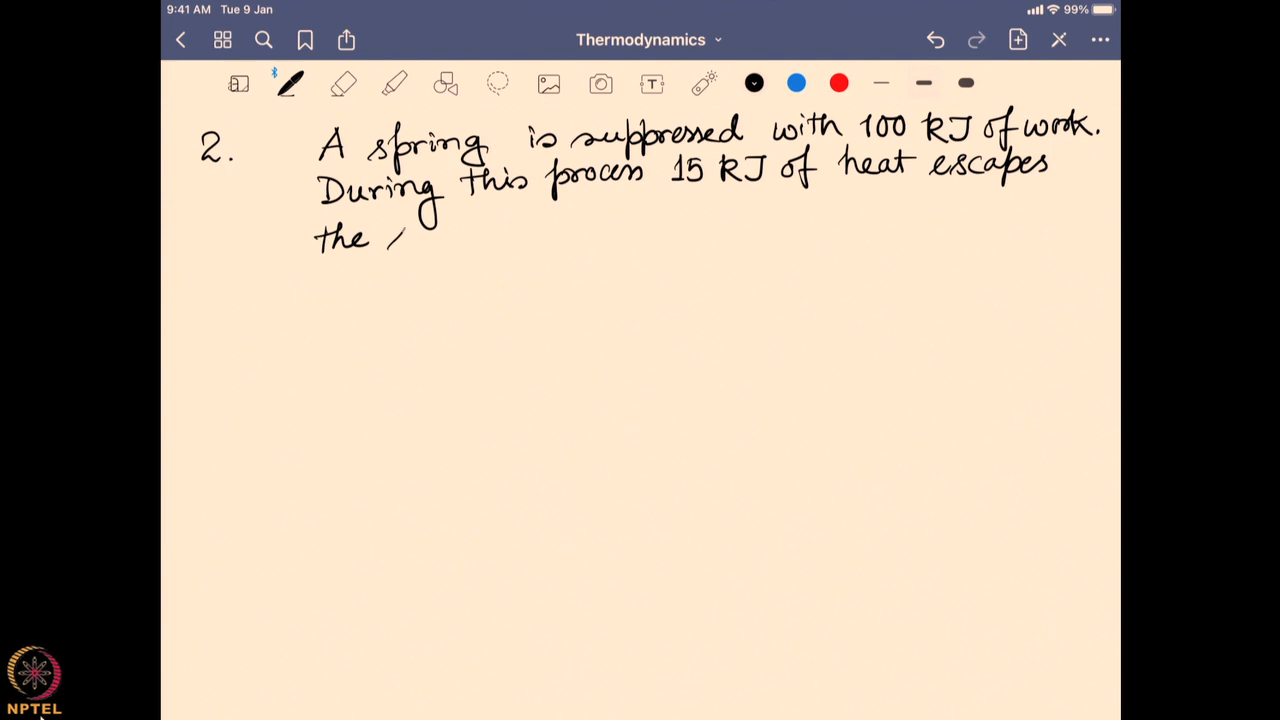 9:41 AM Tue 9 Jan
99%
Thermodynamics
T
2. A spring is suppressed with 100 KJ of work.
During this process 15 KJ of heat escapes
the
NPTEL